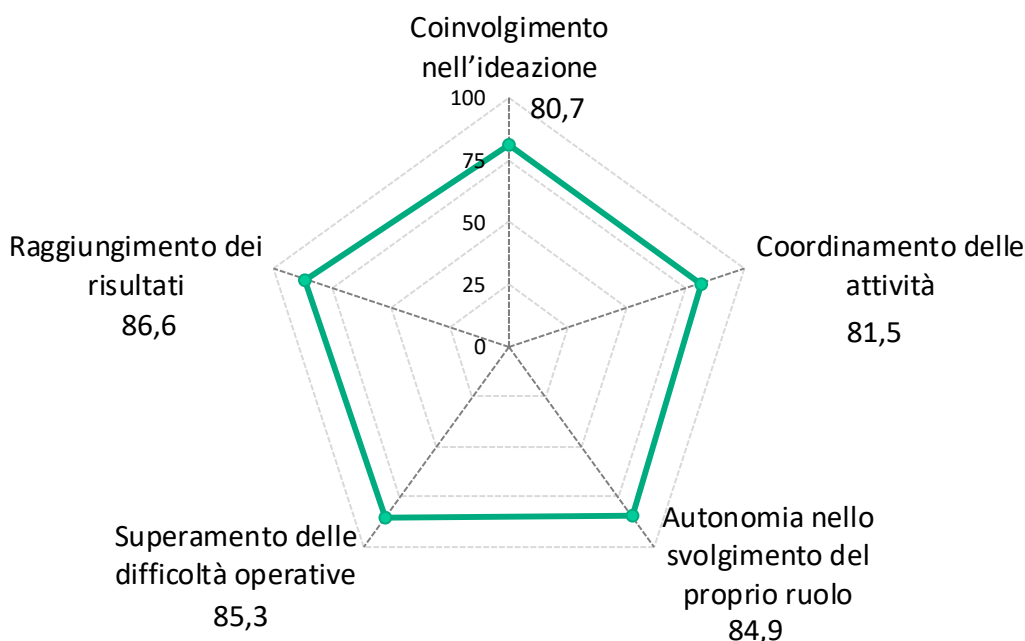 Coinvolgimento
nell’ideazione
80,7
100
75
50
25
0
Coordinamento delle
attività
81,5
Autonomia nello
svolgimento del
proprio ruolo
84,9
Superamento delle
difficoltà operative
85,3
Raggiungimento dei
risultati
86,6